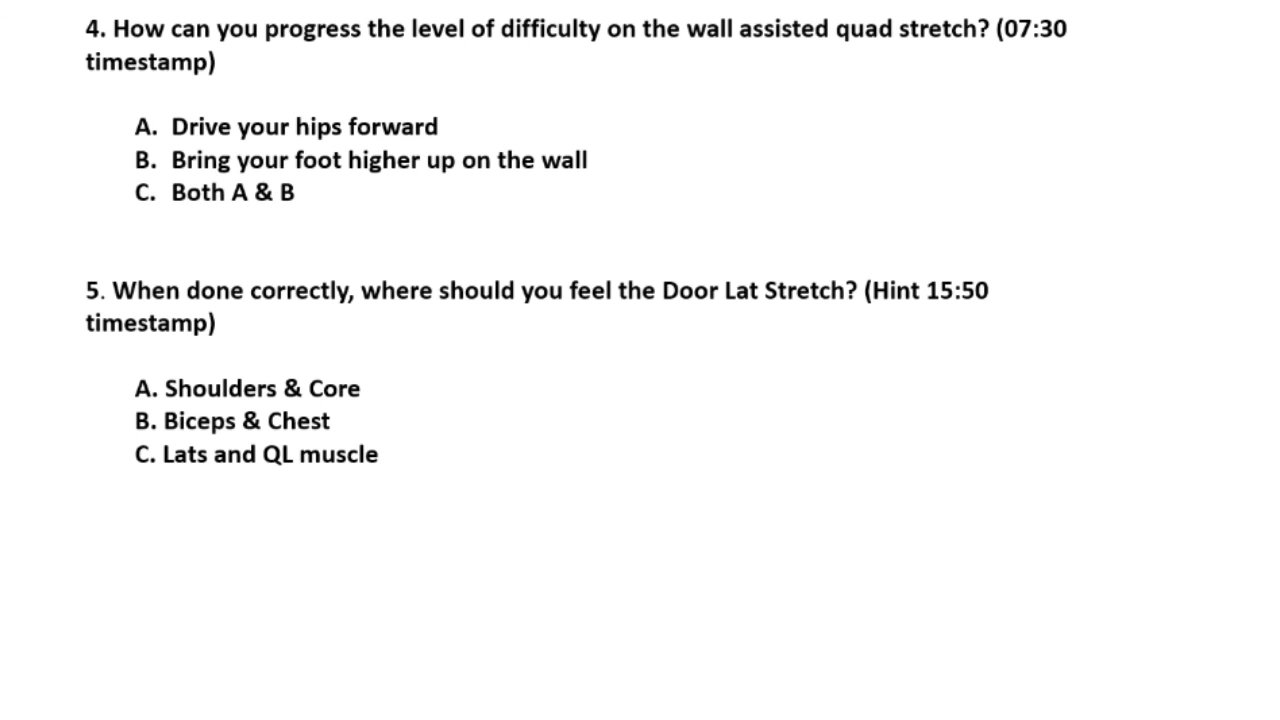 4. How can you progress the level of difficulty on the wall assisted quad stretch? (07:30
timestamp)
A. Drive your hips forward
B. Bring your foot higher up on the wall
C. Both A & B
5. When done correctly, where should you feel the Door Lat Stretch? (Hint 15:50
timestamp)
A. Shoulders & Core
B. Biceps & Chest
C. Lats and QL muscle